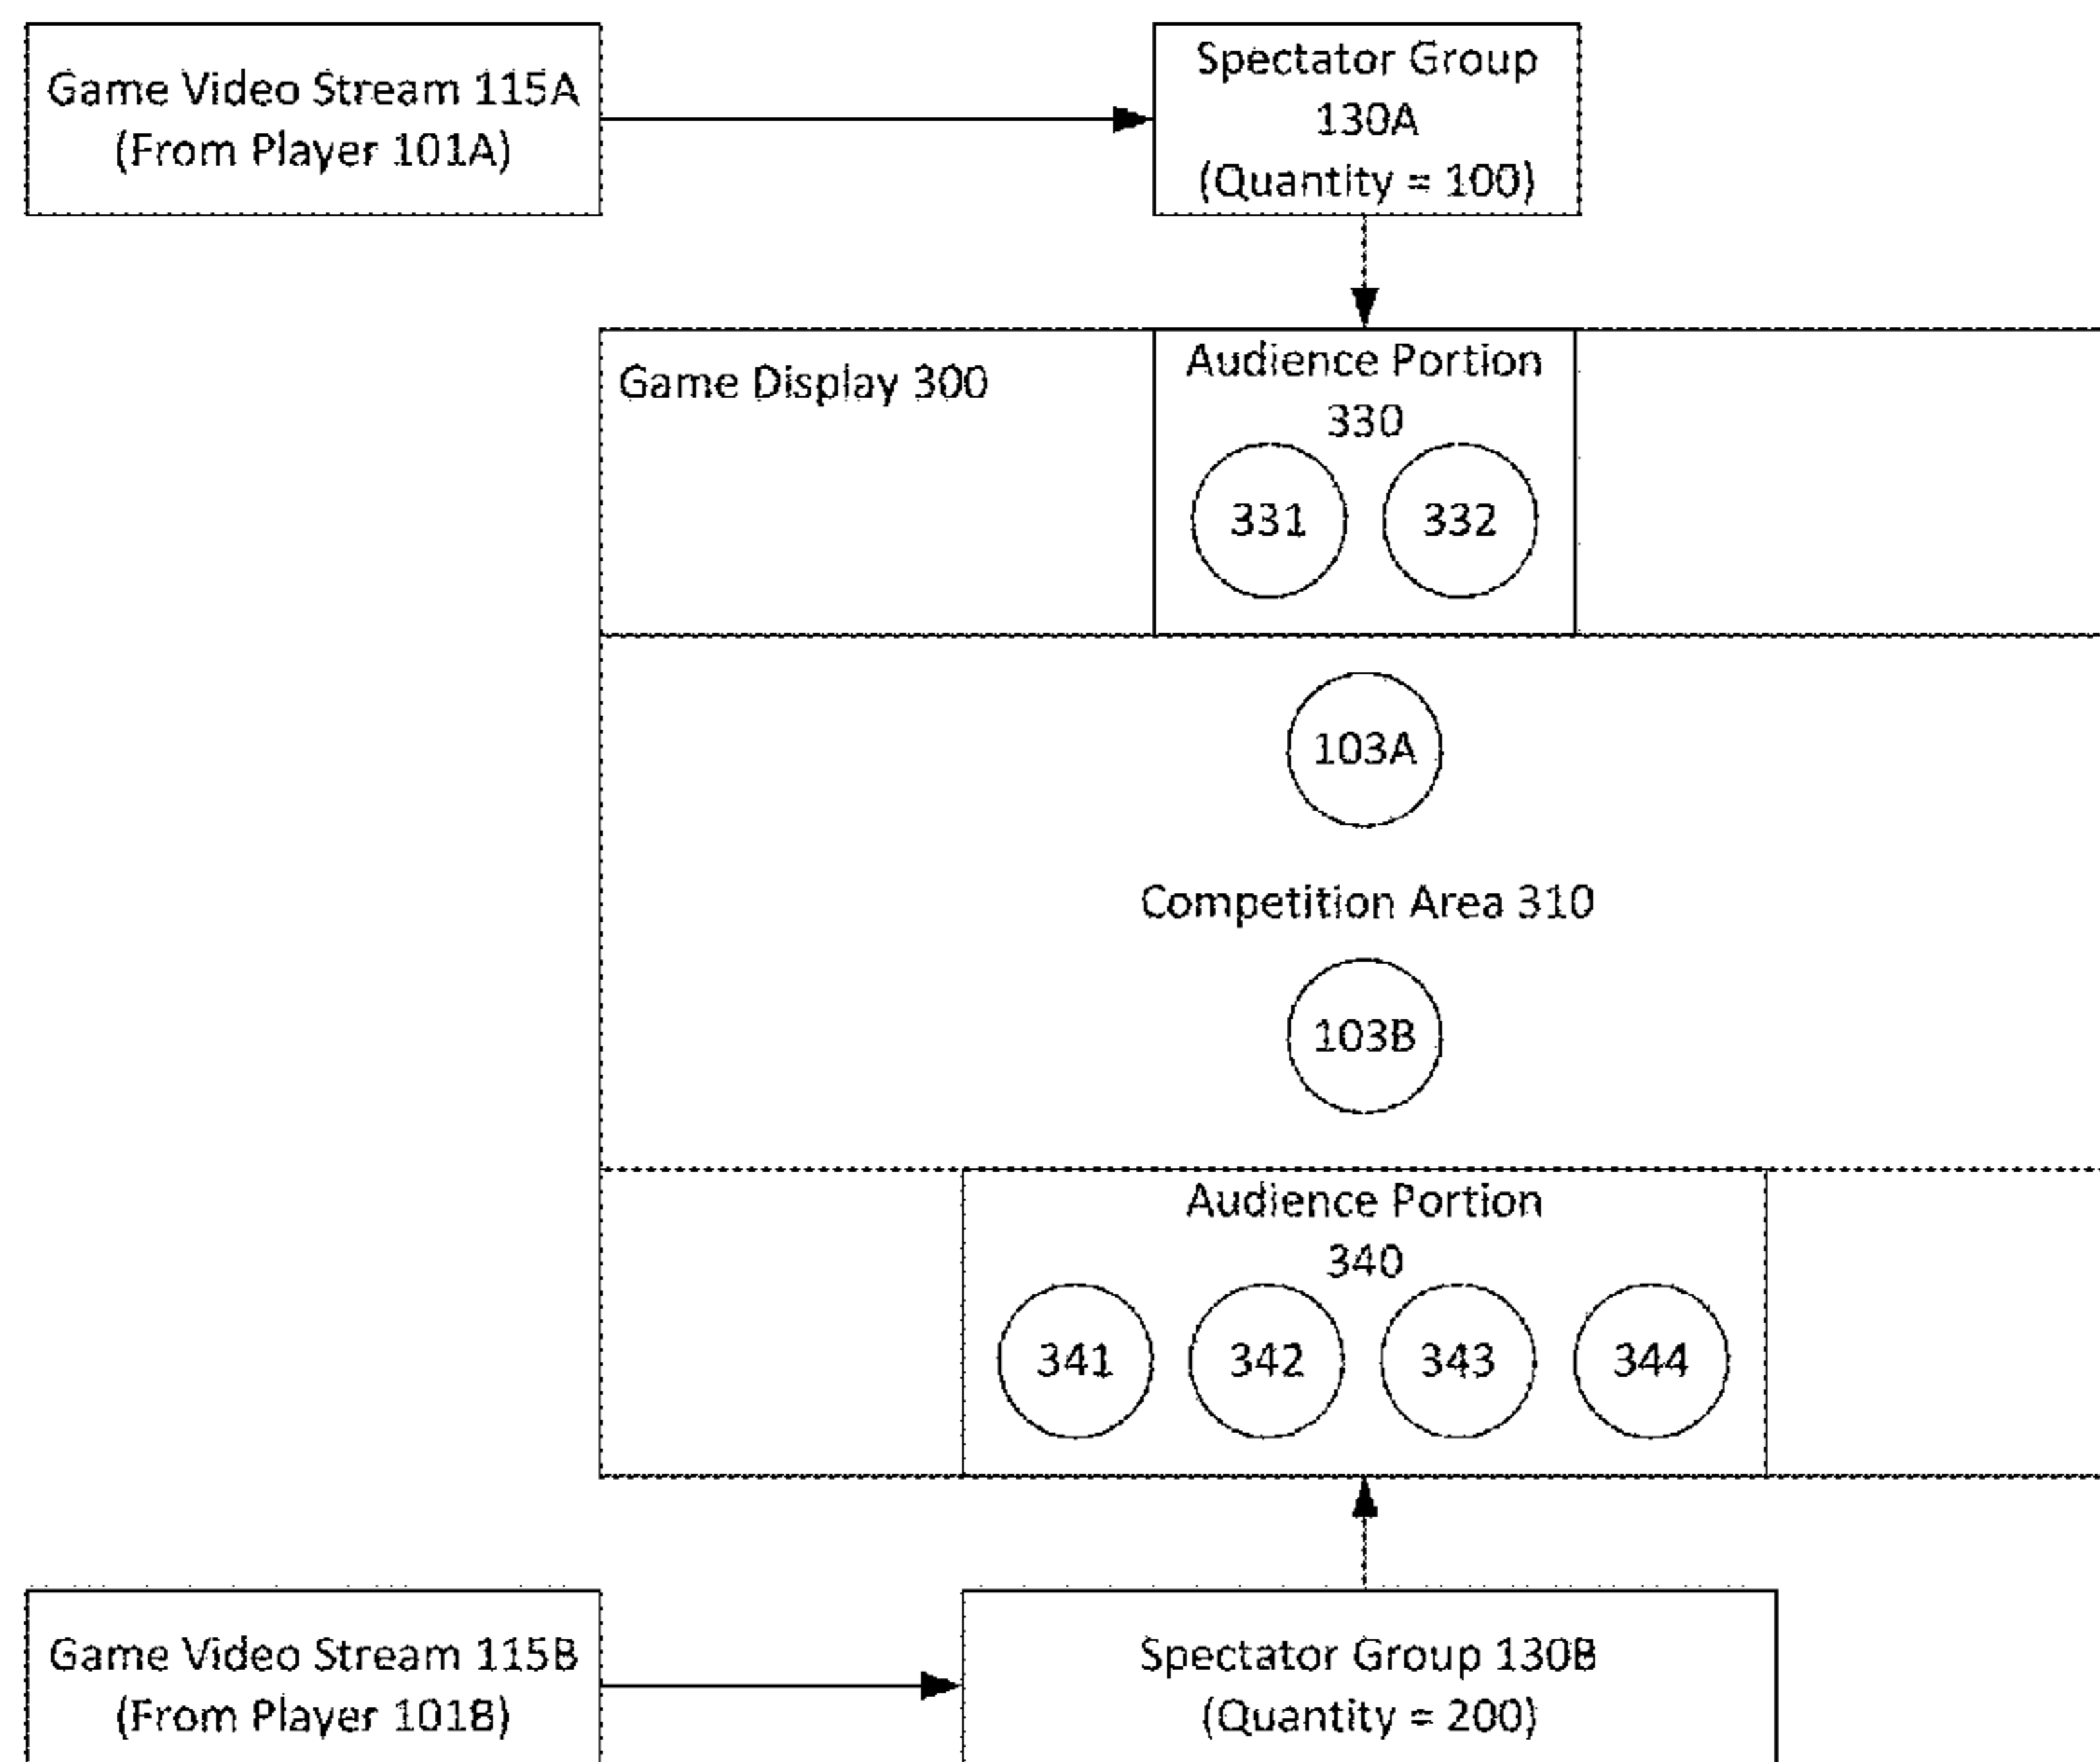 Game Video Stream 115A
(From Player 101A)
Spectator Group
130A
(Quantity = 100)
Game Display 300
Audience Portion
330
331
332
103A
Competition Area 310
103B
Audience Portion
340
341
342
343
344
Game Video Stream 115B
(From Player 101B)
Spectator Group 130B
(Quantity = 200)